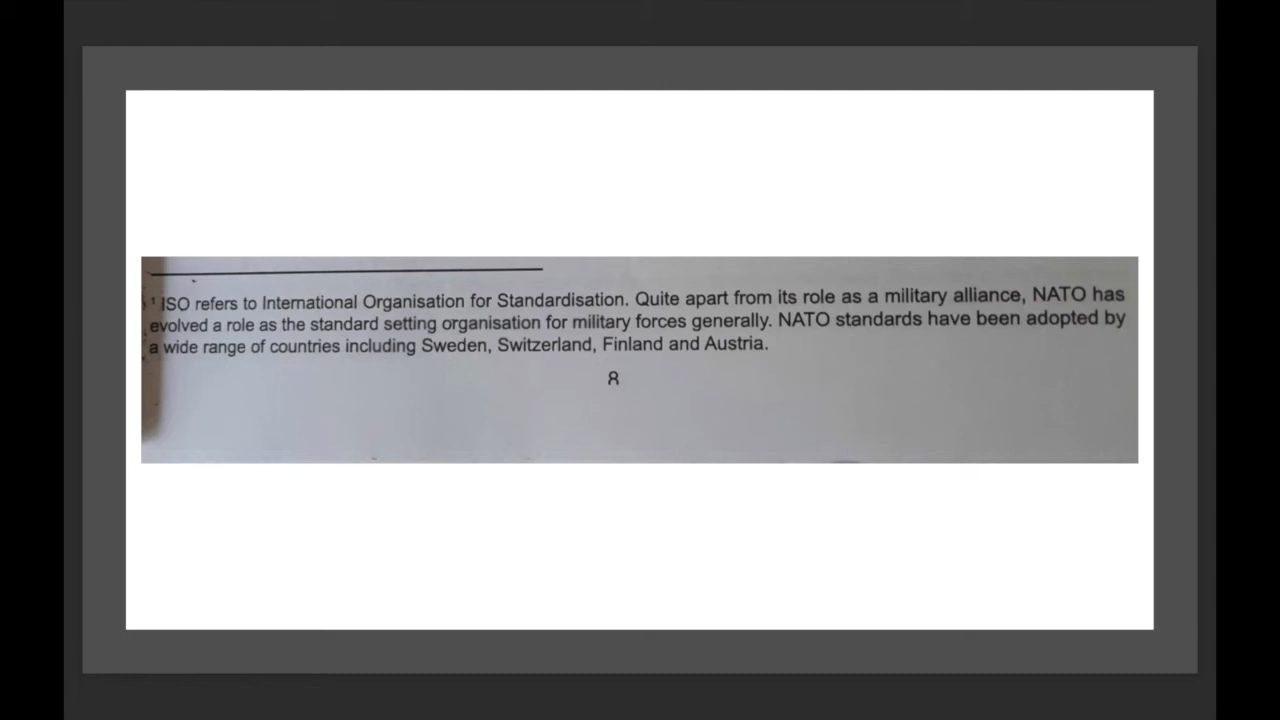 ¹ ISO refers to International Organisation for Standardisation. Quite apart from its role as a military alliance, NATO has
evolved a role as the standard setting organisation for military forces generally. NATO standards have been adopted by
a wide range of countries including Sweden, Switzerland, Finland and Austria.
8